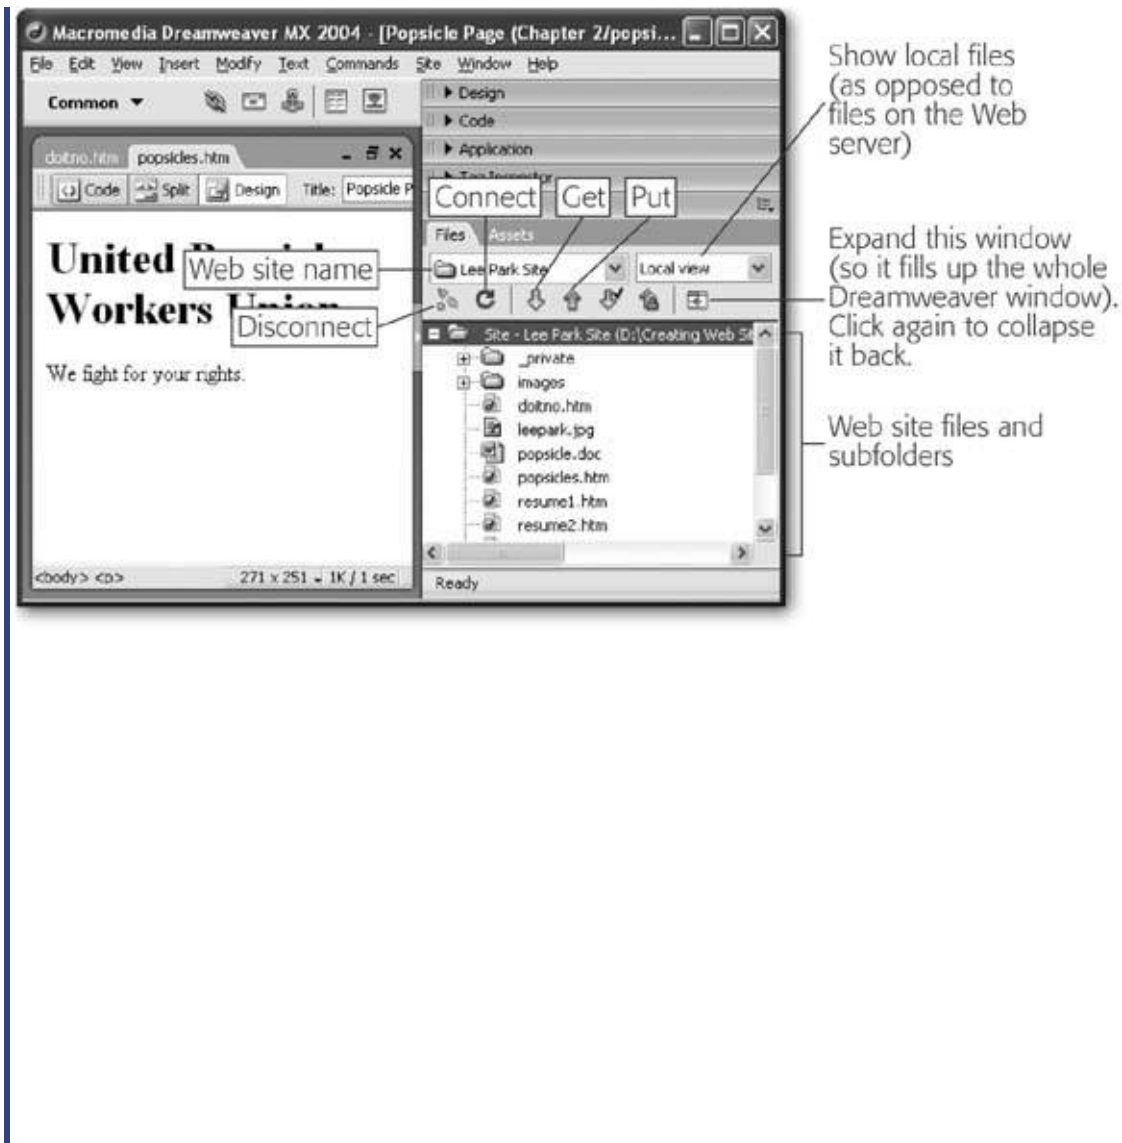 Macromedia Dreamweaver MX 2004 - [Popsicle Page (Chapter 2/popsi...
File Edit View Insert Modify Text Commands Site Window Help
Common
Design
Code
Application
Tag Inspector
doitno.htm popsicles.htm
Code Split Design Title: Popsicle P
Connect Get Put
Files Assets
Web site name
Lee Park Site
Local view
Disconnect
United Popsicle
Workers Union
We fight for your rights.
Site - Lee Park Site (D:\Creating Web Si
_private
images
doitno.htm
leepark.jpg
popsicle.doc
popsicles.htm
resume1.htm
resume2.htm
<body> <p>
271 x 251
1K / 1 sec
Ready
Show local files
(as opposed to
files on the Web
server)
Expand this window
(so it fills up the whole
Dreamweaver window).
Click again to collapse
it back.
Web site files and
subfolders